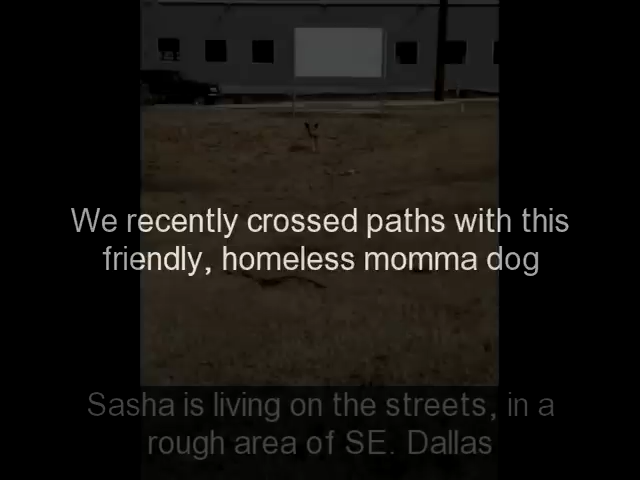 We recently crossed paths with this
friendly, homeless momma dog
Sasha is living on the streets, in a
rough area of SE. Dallas